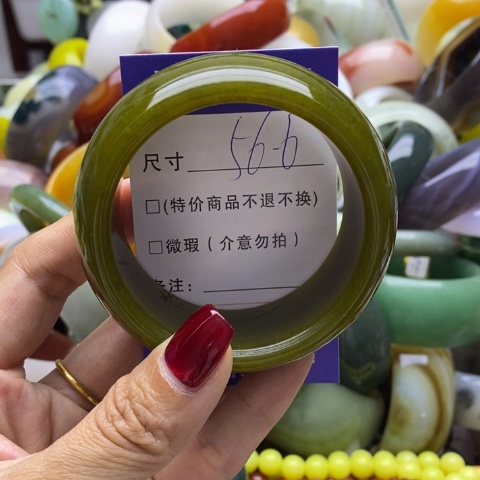 尺寸 56-6
□(特价商品不退不换)
□微瑕（介意勿拍）
备注：